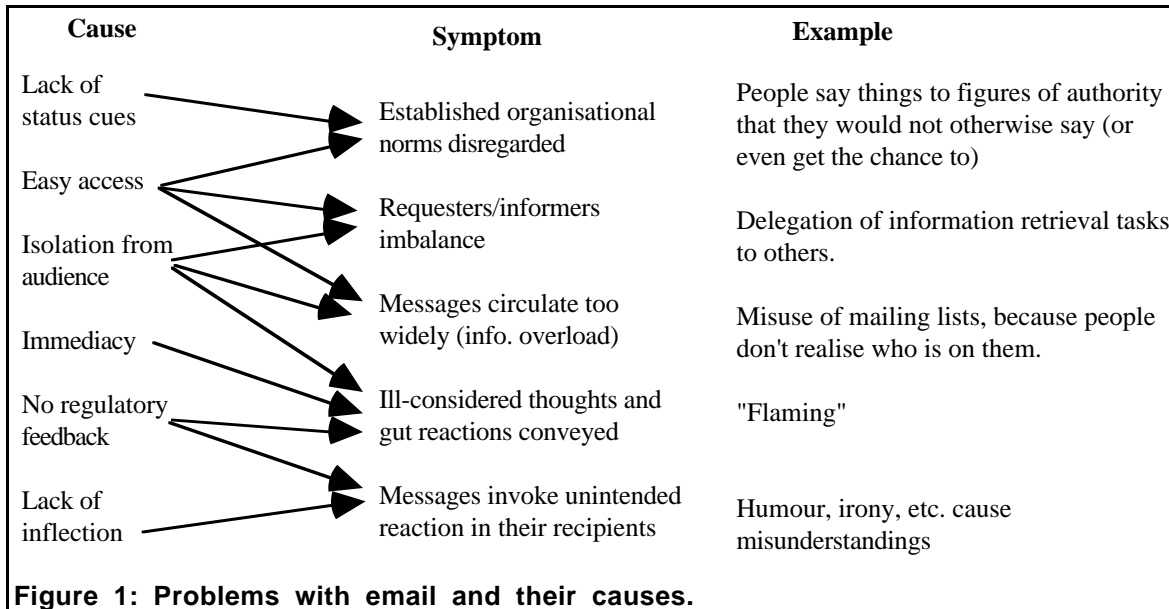 Cause
Symptom
Example
Lack of
status cues
Established organisational
norms disregarded
People say things to figures of authority
that they would not otherwise say (or
even get the chance to)
Easy access
Requesters/informers
imbalance
Delegation of information retrieval tasks
to others.
Isolation from
audience
Messages circulate too
widely (info. overload)
Misuse of mailing lists, because people
don't realise who is on them.
Immediacy
Ill-considered thoughts and
gut reactions conveyed
"Flaming"
No regulatory
feedback
Messages invoke unintended
reaction in their recipients
Humour, irony, etc. cause
misunderstandings
Lack of
inflection
Figure 1: Problems with email and their causes.